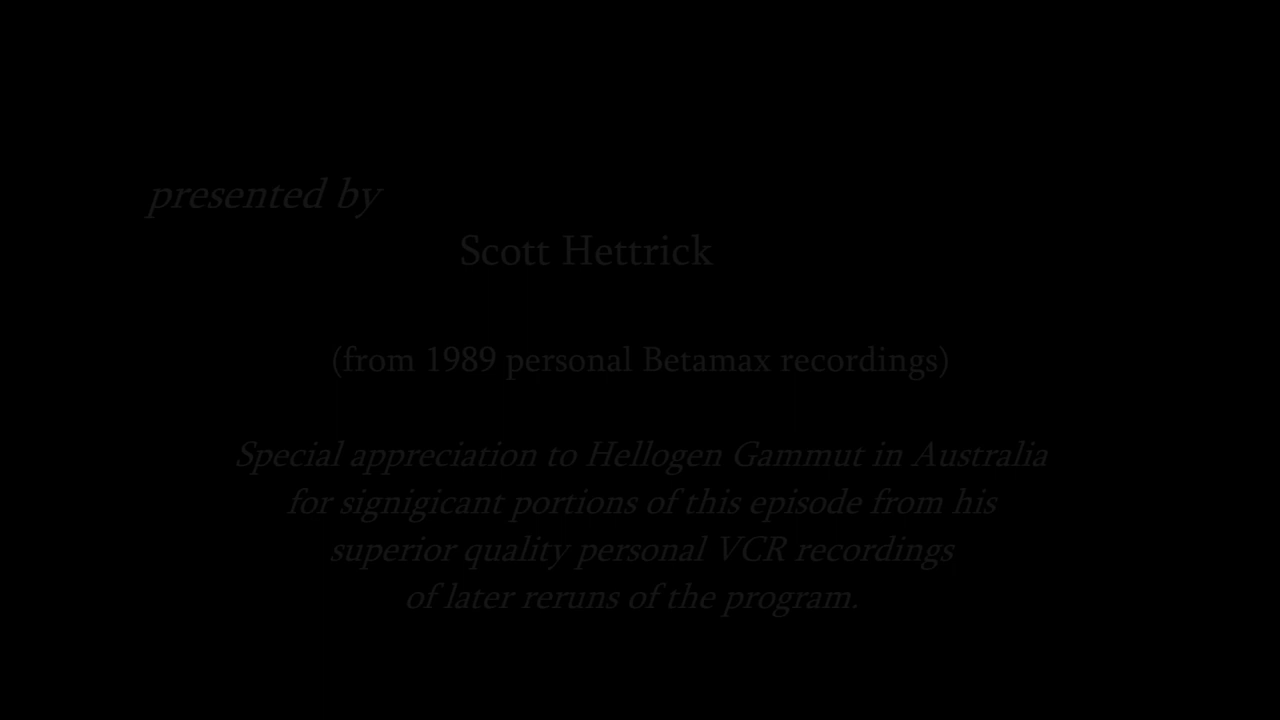 presented by
Scott Hettrick
(from 1989 personal Betamax recordings)
Special appreciation to Hellogen Gammut in Australia
for signigicant portions of this episode from his
superior quality personal VCR recordings
of later reruns of the program.